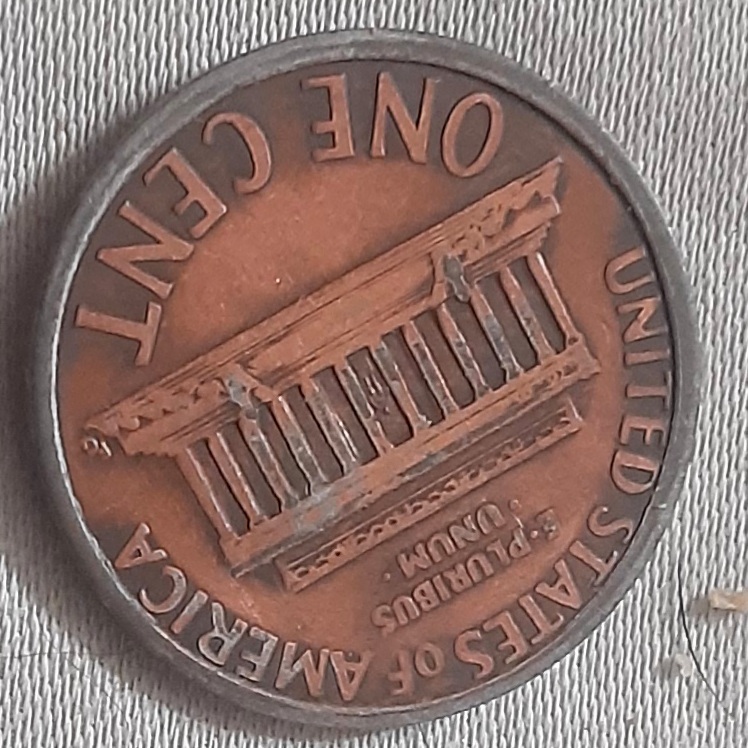 UNITED STATES OF AMERICA
E·PLURIBUS
·UNUM·
ONE CENT